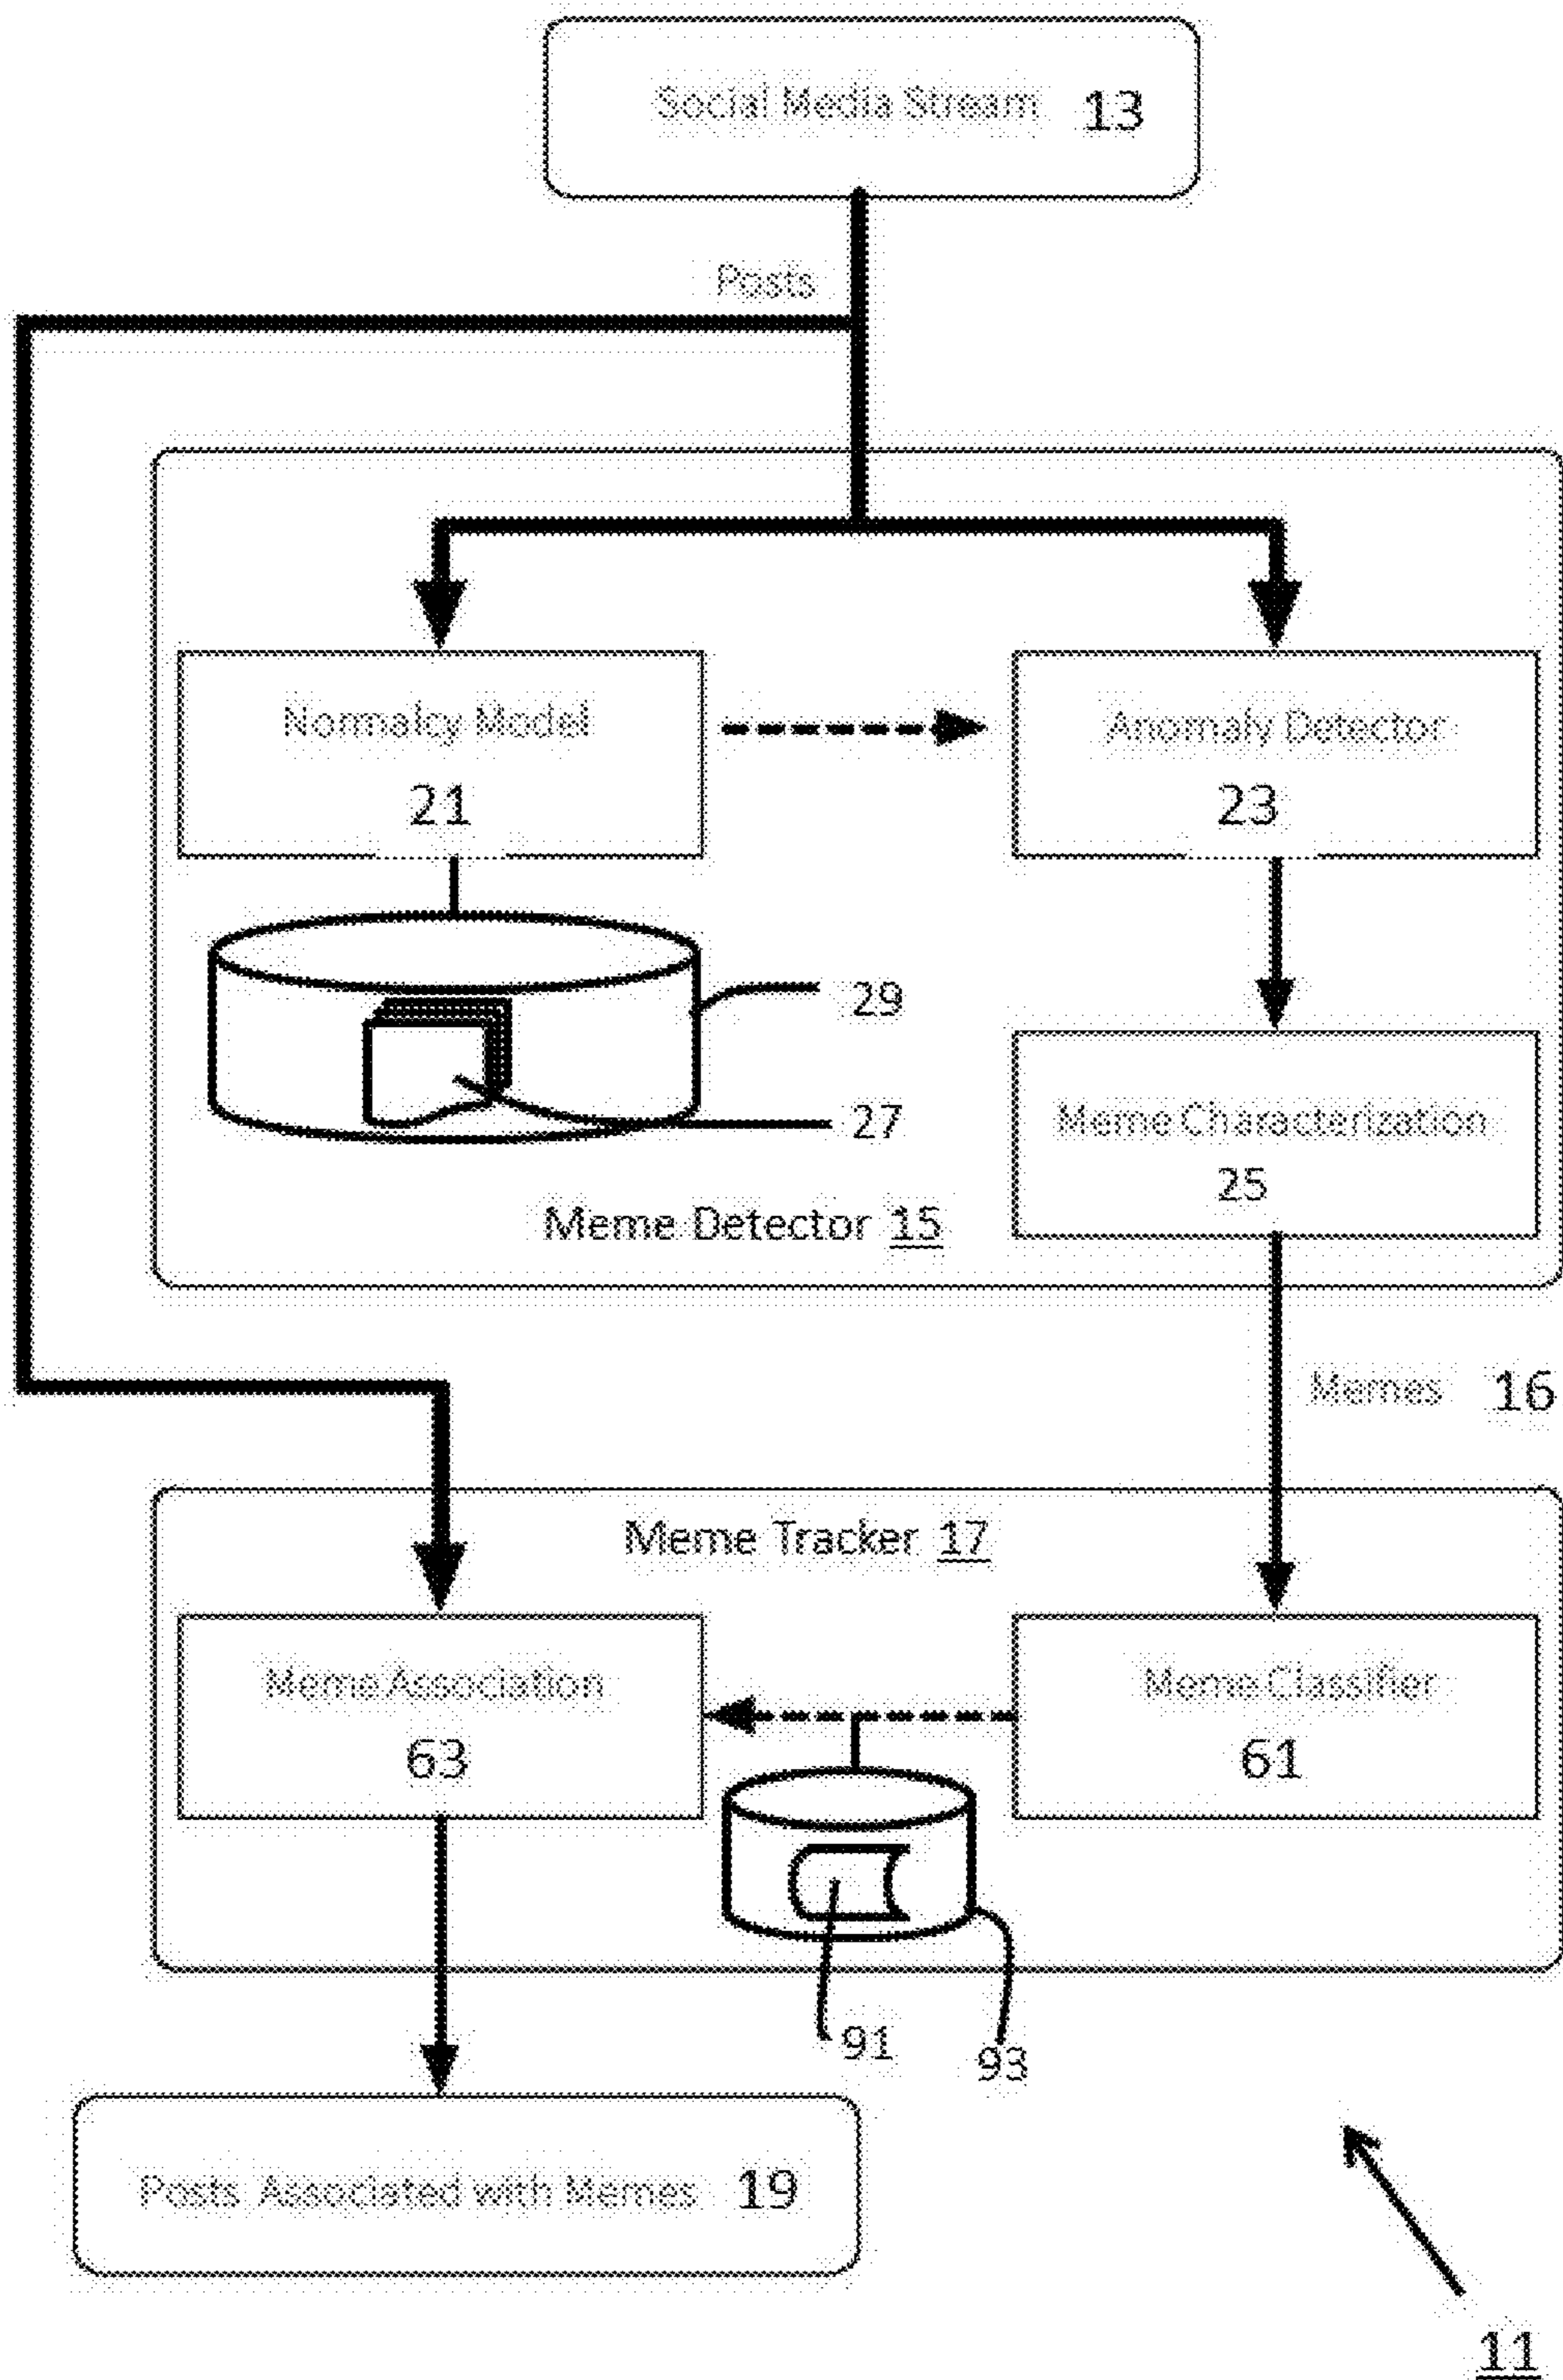 Social Media Stream 13
Posts
Normalcy Model
21
Anomaly Detector
23
29
27
Meme Characterization
25
Meme Detector 15
Memes 16
Meme Tracker 17
Meme Association
63
Meme Classifier
61
91
93
Posts Associated with Memes 19
11